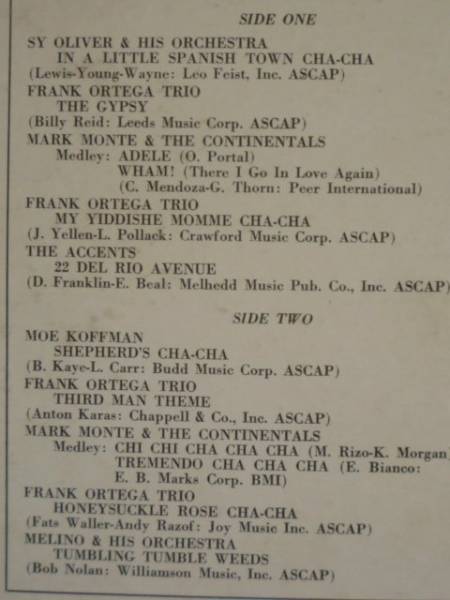 SIDE ONE
SY OLIVER & HIS ORCHESTRA
IN A LITTLE SPANISH TOWN CHA-CHA
(Lewis-Young-Wayne: Leo Feist, Inc. ASCAP)
FRANK ORTEGA TRIO
THE GYPSY
(Billy Reid: Leeds Music Corp. ASCAP)
MARK MONTE & THE CONTINENTALS
Medley: ADELE (O. Portal)
WHAM! (There I Go In Love Again)
(C. Mendoza-G. Thorn: Peer International)
FRANK ORTEGA TRIO
MY YIDDISHE MOMME CHA-CHA
(J. Yellen-L. Pollack: Crawford Music Corp. ASCAP)
THE ACCENTS
22 DEL RIO AVENUE
(D. Franklin-E. Beal: Melhedd Music Pub. Co., Inc. ASCAP)
SIDE TWO
MOE KOFFMAN
SHEPHERD'S CHA-CHA
(B. Kaye-L. Carr: Budd Music Corp. ASCAP)
FRANK ORTEGA TRIO
THIRD MAN THEME
(Anton Karas: Chappell & Co., Inc. ASCAP)
MARK MONTE & THE CONTINENTALS
Medley: CHI CHI CHA CHA CHA (M. Rizo-K. Morgan)
TREMENDO CHA CHA CHA (E. Bianco:
E. B. Marks Corp. BMI)
FRANK ORTEGA TRIO
HONEYSUCKLE ROSE CHA-CHA
(Fats Waller-Andy Razof: Joy Music Inc. ASCAP)
MELINO & HIS ORCHESTRA
TUMBLING TUMBLE WEEDS
(Bob Nolan: Williamson Music, Inc. ASCAP)